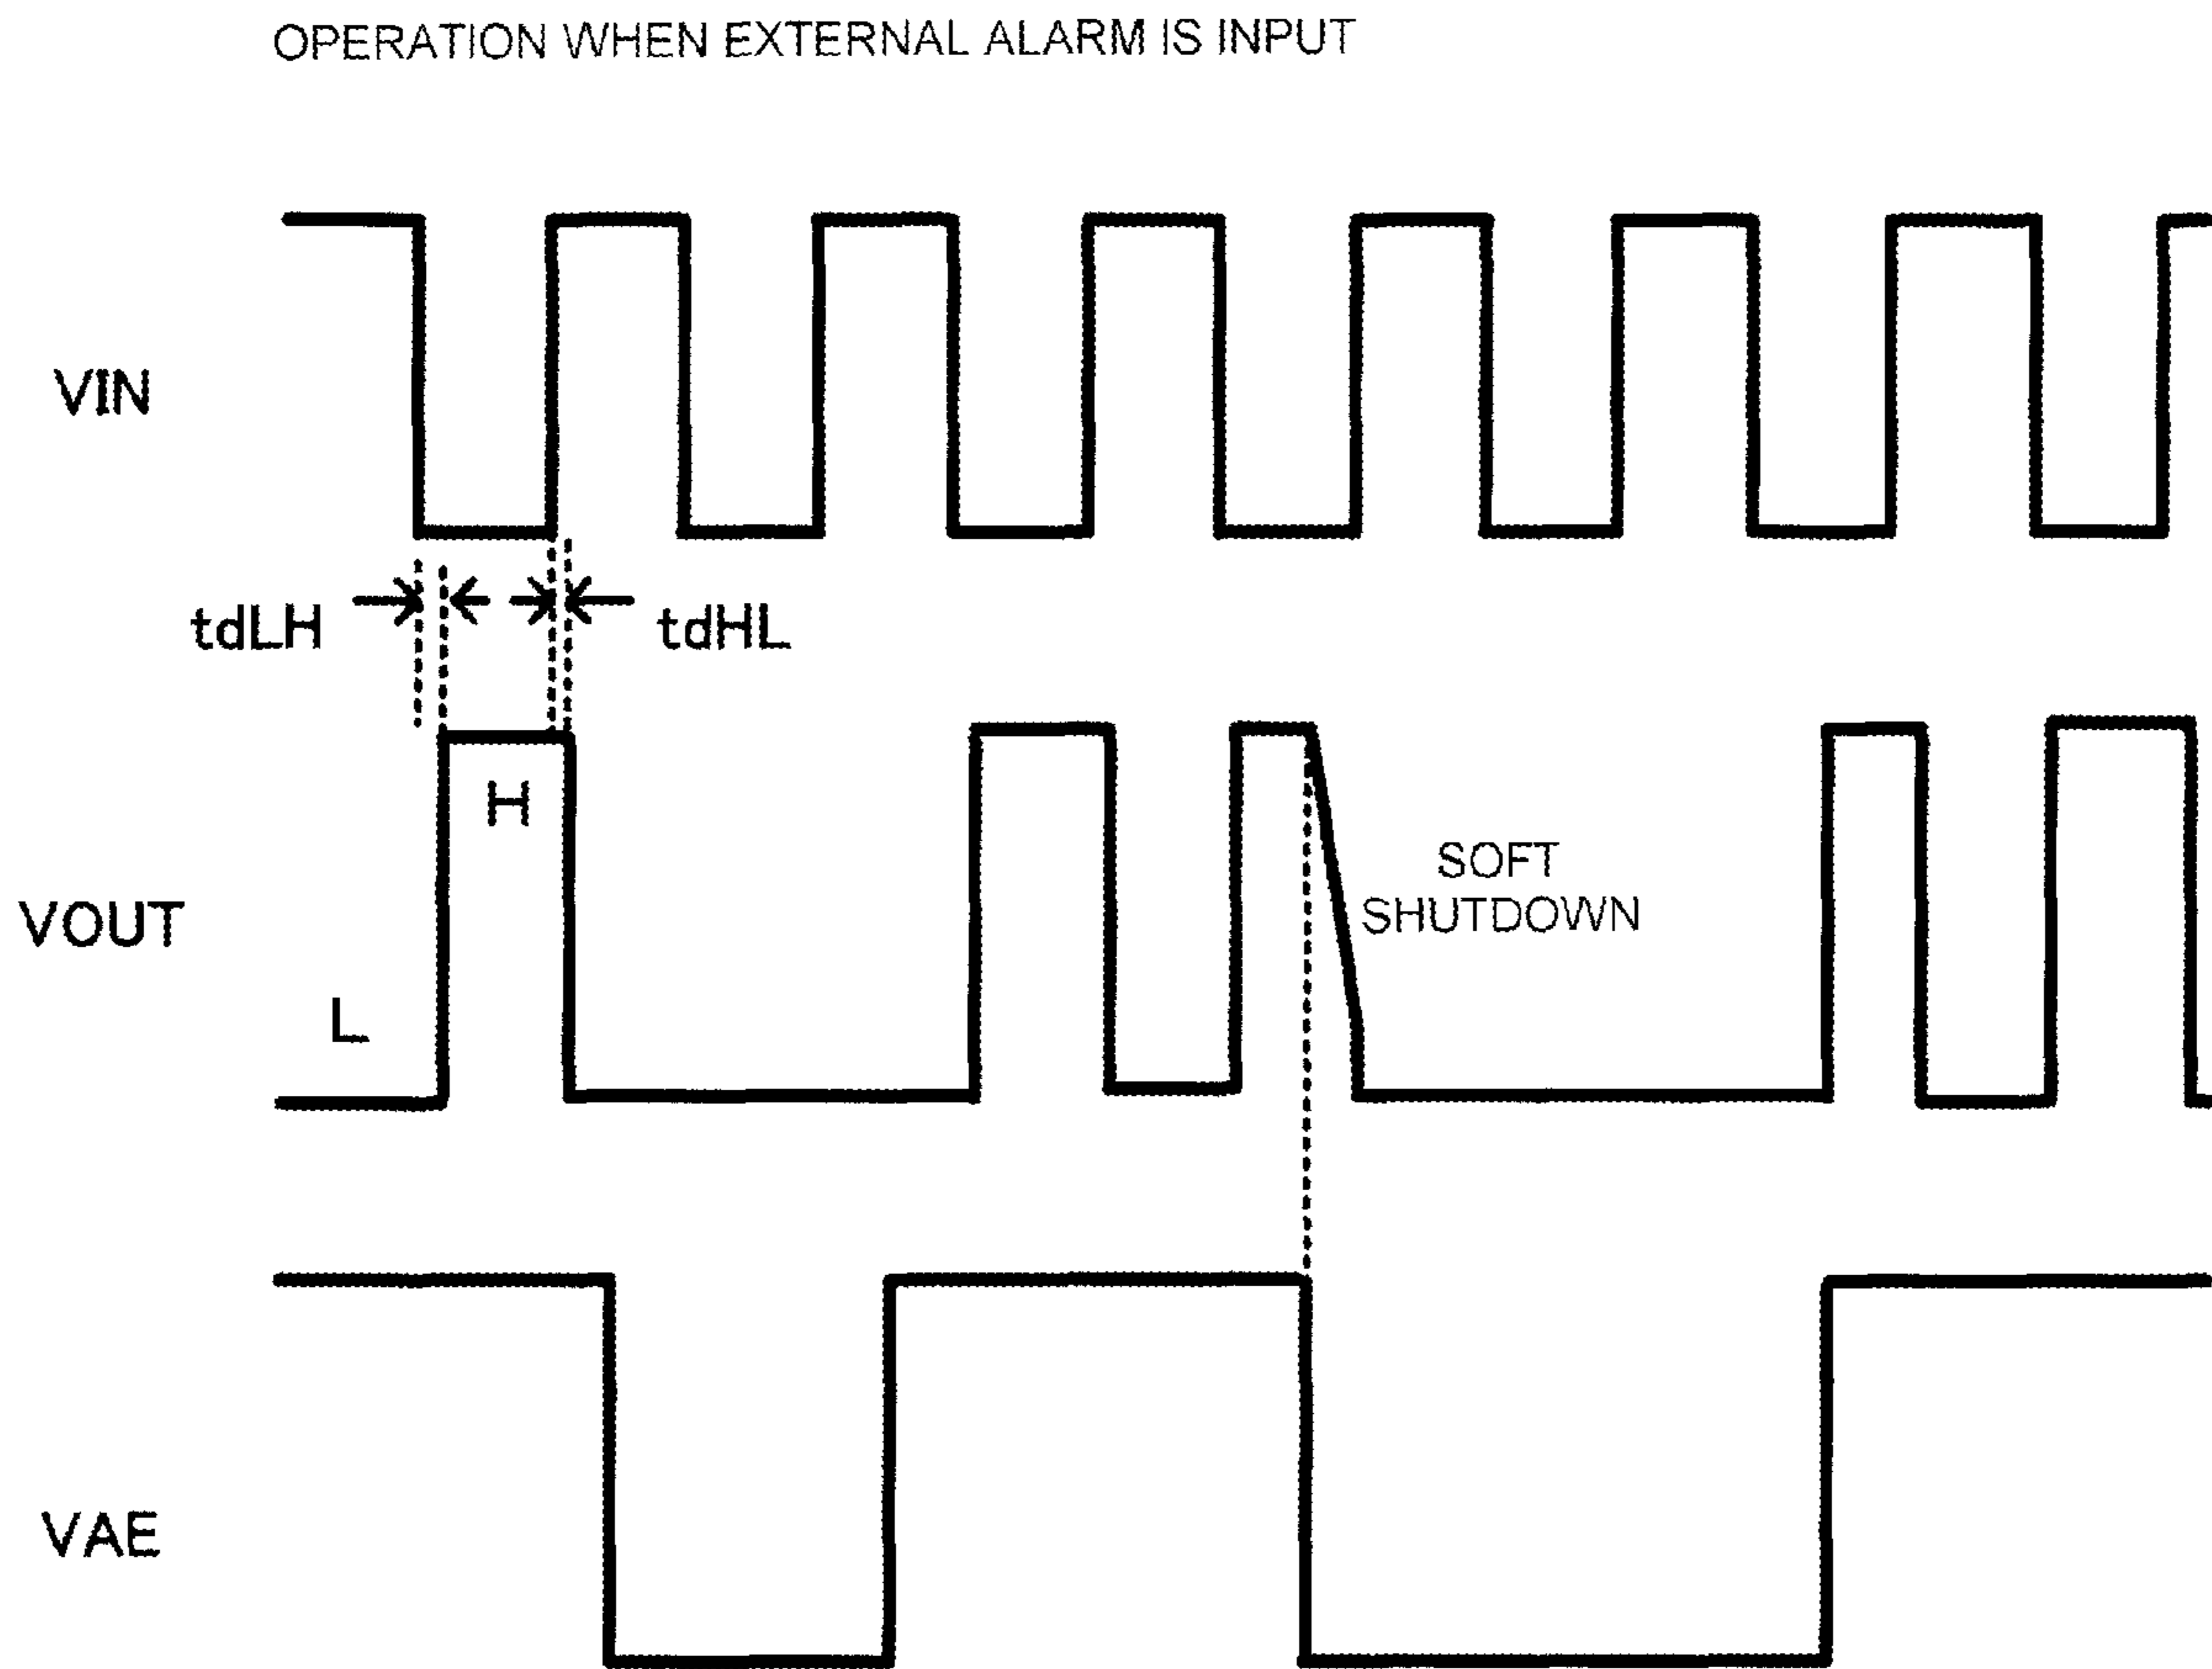 OPERATION WHEN EXTERNAL ALARM IS INPUT
VIN
tdLH
tdHL
H
VOUT
SOFT
SHUTDOWN
L
VAE